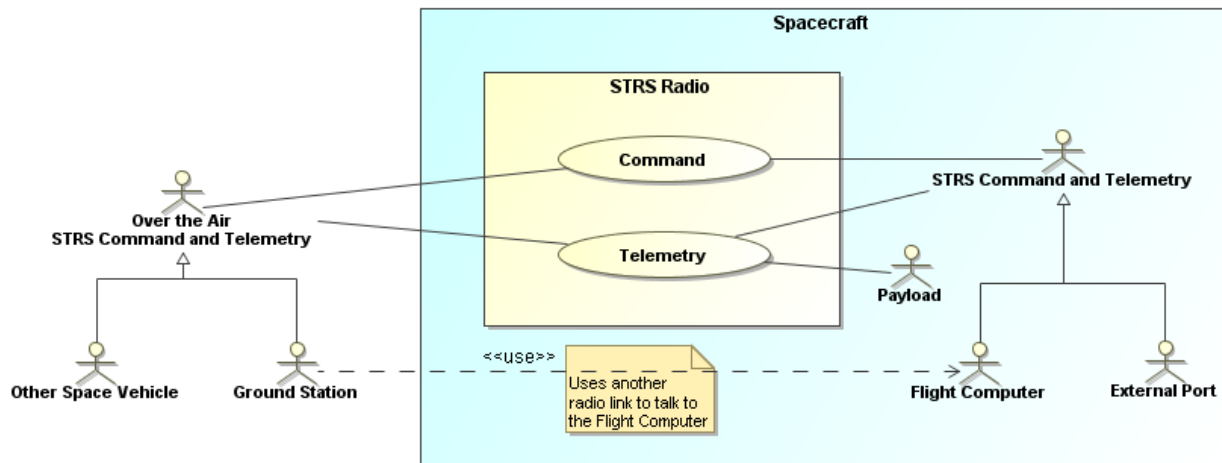 Spacecraft
STRS Radio
Command
STRS Command and Telemetry
Over the Air
STRS Command and Telemetry
Telemetry
Payload
<<use>>
Uses another
radio link to talk to
the Flight Computer
Other Space Vehicle
Ground Station
Flight Computer
External Port